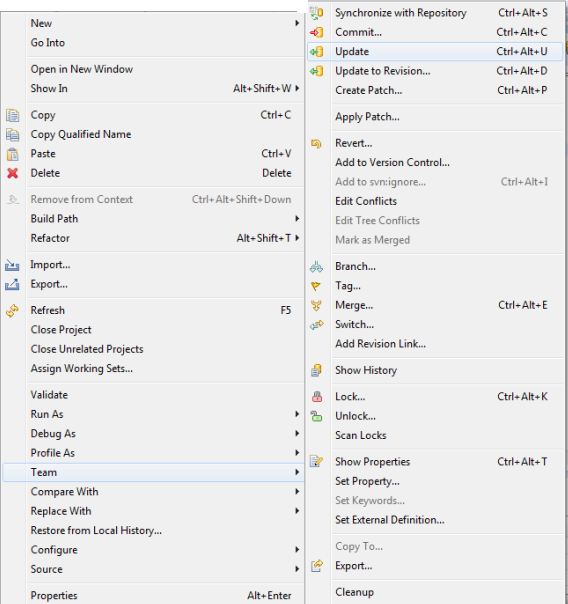 New
Go Into
Open in New Window
Show In Alt+Shift+W
Copy Ctrl+C
Copy Qualified Name
Paste Ctrl+V
Delete Delete
Remove from Context Ctrl+Alt+Shift+Down
Build Path
Refactor Alt+Shift+T
Import...
Export...
Refresh F5
Close Project
Close Unrelated Projects
Assign Working Sets...
Validate
Run As
Debug As
Profile As
Team
Compare With
Replace With
Restore from Local History...
Configure
Source
Properties Alt+Enter
Synchronize with Repository Ctrl+Alt+S
Commit... Ctrl+Alt+C
Update Ctrl+Alt+U
Update to Revision... Ctrl+Alt+D
Create Patch... Ctrl+Alt+P
Apply Patch...
Revert...
Add to Version Control...
Add to svn:ignore... Ctrl+Alt+I
Edit Conflicts
Edit Tree Conflicts
Mark as Merged
Branch...
Tag...
Merge... Ctrl+Alt+E
Switch...
Add Revision Link...
Show History
Lock... Ctrl+Alt+K
Unlock...
Scan Locks
Show Properties Ctrl+Alt+T
Set Property...
Set Keywords...
Set External Definition...
Copy To...
Export...
Cleanup